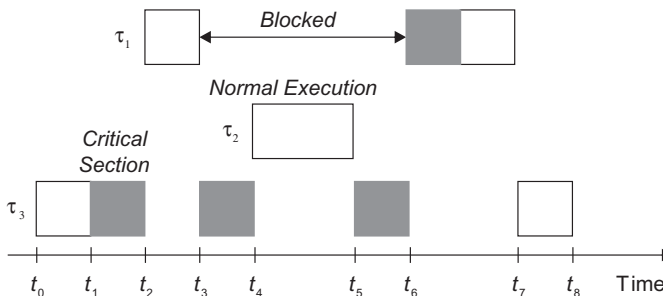 Blocked
τ1
Normal Execution
τ2
Critical
Section
τ3
t0 t1 t2 t3 t4 t5 t6 t7 t8 Time